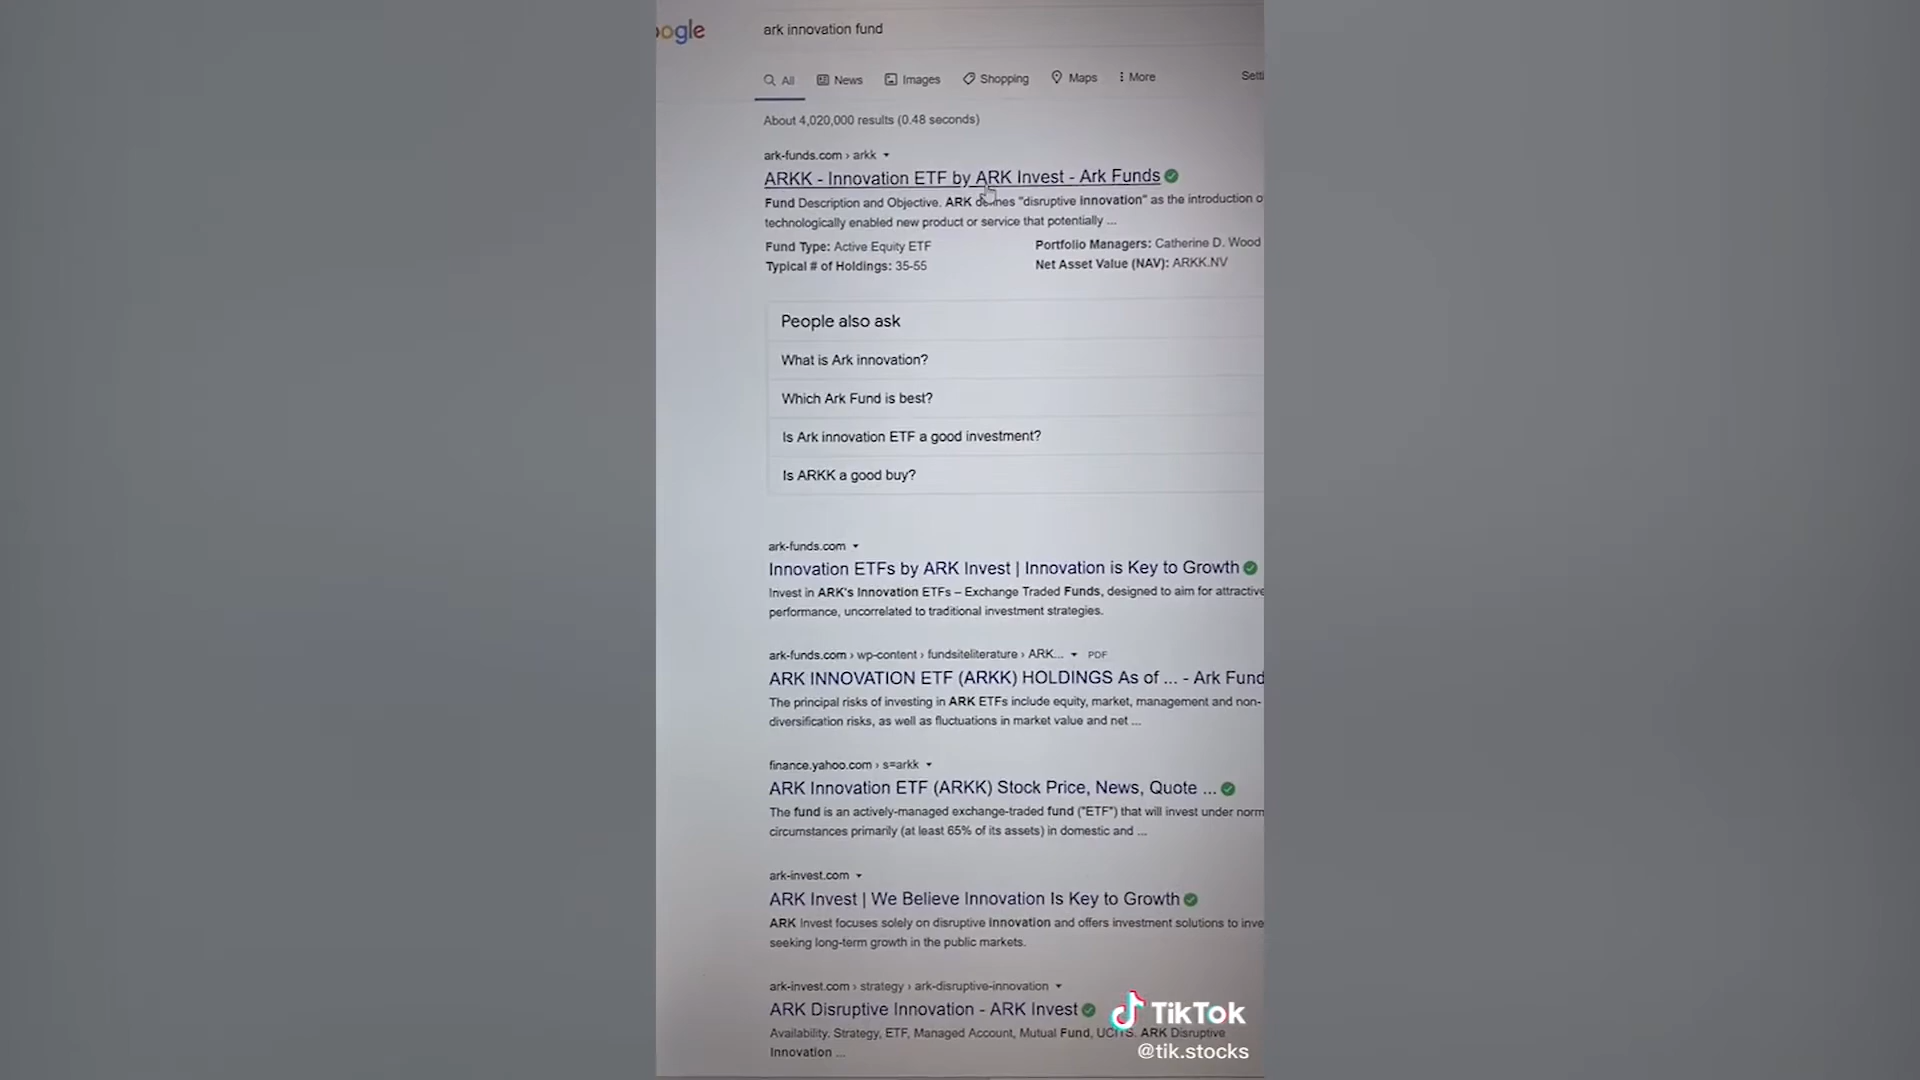 oogle
ark innovation fund
All News Images Shopping Maps More Setti
About 4,020,000 results (0.48 seconds)
ark-funds.com › arkk
ARKK - Innovation ETF by ARK Invest - Ark Funds
Fund Description and Objective. ARK defines "disruptive innovation" as the introduction o
technologically enabled new product or service that potentially ...
Fund Type: Active Equity ETF
Portfolio Managers: Catherine D. Wood
Typical # of Holdings: 35-55
Net Asset Value (NAV): ARKK.NV
People also ask
What is Ark innovation?
Which Ark Fund is best?
Is Ark innovation ETF a good investment?
Is ARKK a good buy?
ark-funds.com
Innovation ETFs by ARK Invest | Innovation is Key to Growth
Invest in ARK's Innovation ETFs – Exchange Traded Funds, designed to aim for attractive
performance, uncorrelated to traditional investment strategies.
ark-funds.com › wp-content › fundsiteliterature › ARK... PDF
ARK INNOVATION ETF (ARKK) HOLDINGS As of ... - Ark Fund
The principal risks of investing in ARK ETFs include equity, market, management and non-
diversification risks, as well as fluctuations in market value and net ...
finance.yahoo.com › s=arkk
ARK Innovation ETF (ARKK) Stock Price, News, Quote ...
The fund is an actively-managed exchange-traded fund ("ETF") that will invest under norm
circumstances primarily (at least 65% of its assets) in domestic and ...
ark-invest.com
ARK Invest | We Believe Innovation Is Key to Growth
ARK Invest focuses solely on disruptive innovation and offers investment solutions to inve
seeking long-term growth in the public markets.
ark-invest.com › strategy › ark-disruptive-innovation
ARK Disruptive Innovation - ARK Invest
Availability. Strategy, ETF, Managed Account, Mutual Fund, UCITS. ARK Disruptive
Innovation ...
TikTok
@tik.stocks